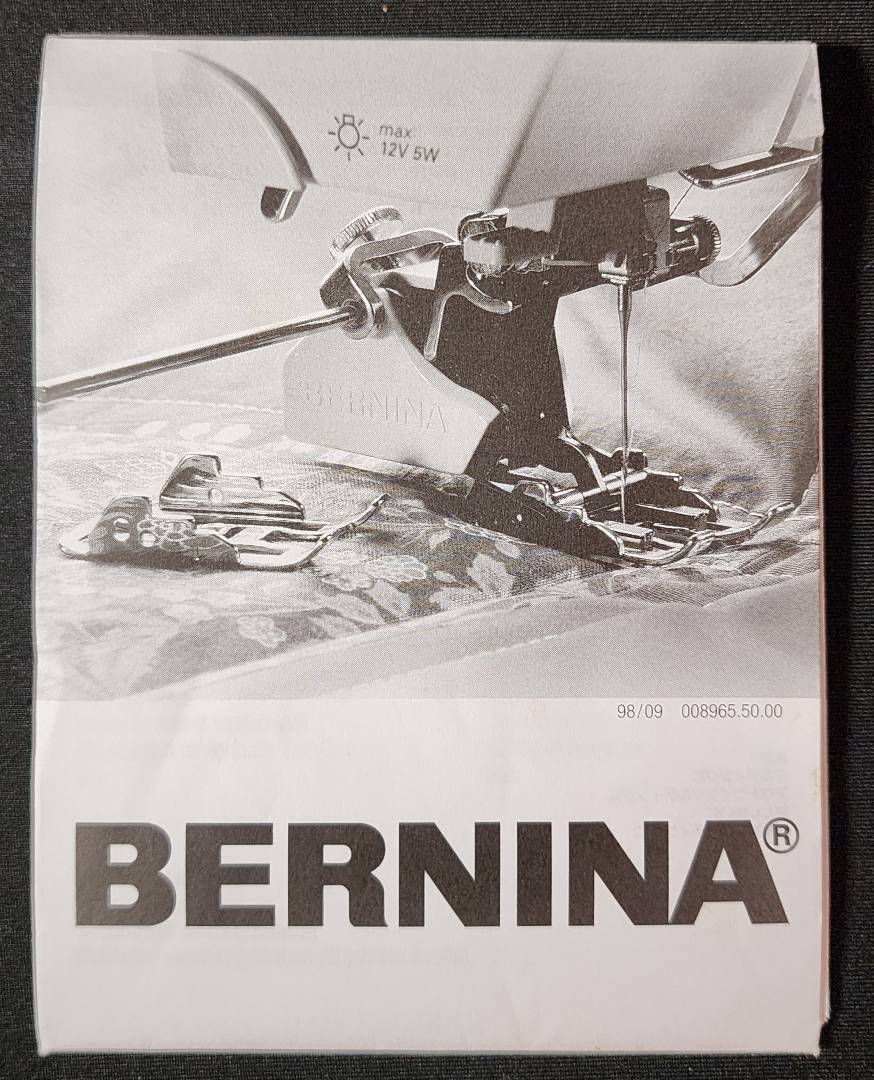 max
12V 5W
BERNINA
98/09 008965.50.00
BERNINA®